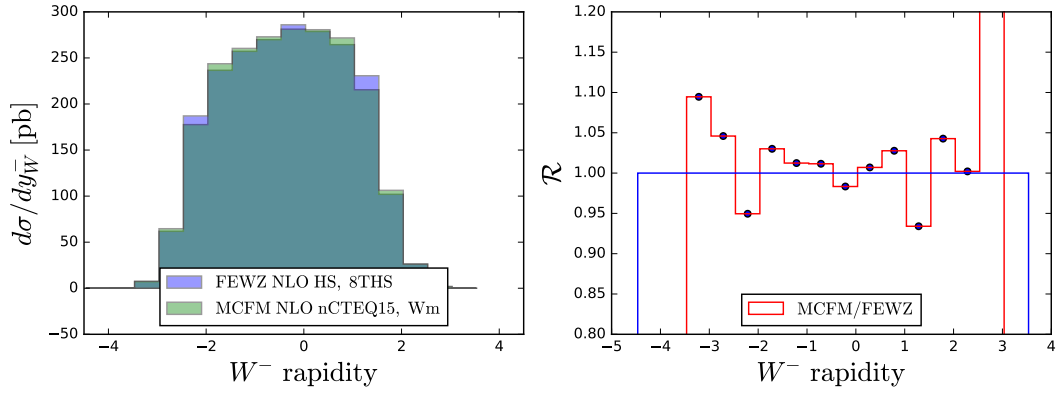 300
250
200
150
100
50
0
−50
dσ/dy_W^− [pb]
FEWZ NLO HS, 8THS
MCFM NLO nCTEQ15, Wm
−4 −2 0 2 4
W^− rapidity
1.20
1.15
1.10
1.05
1.00
0.95
0.90
0.85
0.80
R
MCFM/FEWZ
−5 −4 −3 −2 −1 0 1 2 3 4
W^− rapidity